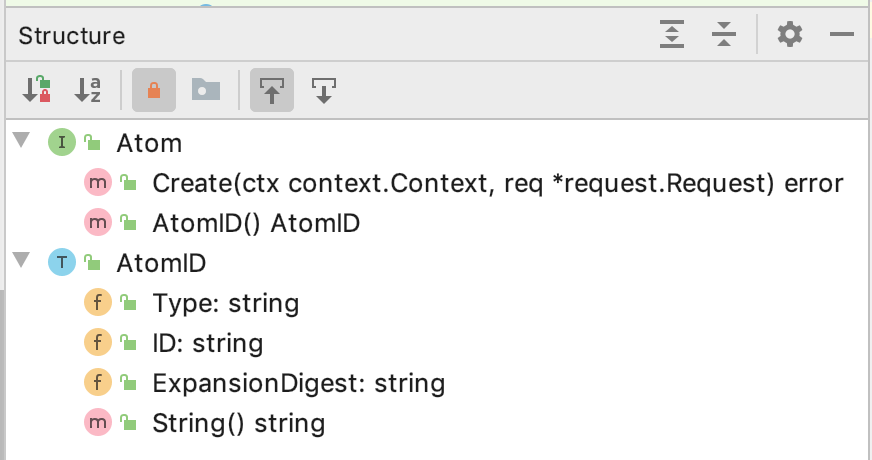 Structure
a
z
I Atom
m Create(ctx context.Context, req *request.Request) error
m AtomID() AtomID
T AtomID
f Type: string
f ID: string
f ExpansionDigest: string
m String() string